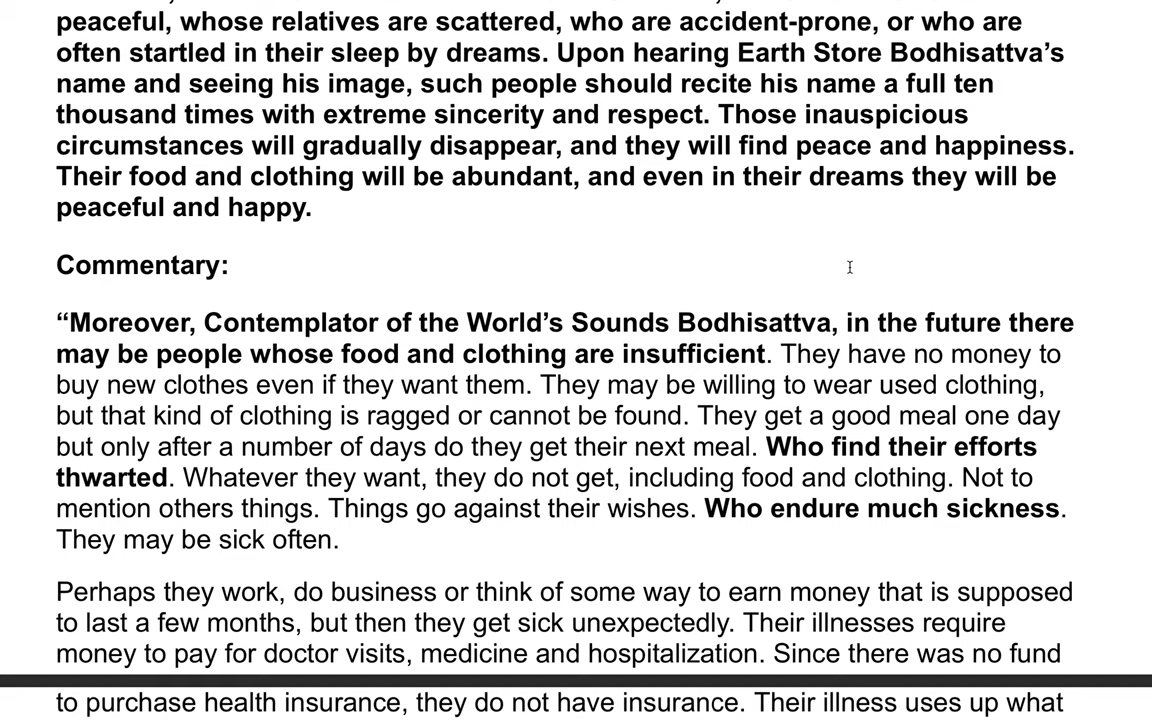 peaceful, whose relatives are scattered, who are accident-prone, or who are
often startled in their sleep by dreams. Upon hearing Earth Store Bodhisattva’s
name and seeing his image, such people should recite his name a full ten
thousand times with extreme sincerity and respect. Those inauspicious
circumstances will gradually disappear, and they will find peace and happiness.
Their food and clothing will be abundant, and even in their dreams they will be
peaceful and happy.
Commentary:
“Moreover, Contemplator of the World’s Sounds Bodhisattva, in the future there
may be people whose food and clothing are insufficient. They have no money to
buy new clothes even if they want them. They may be willing to wear used clothing,
but that kind of clothing is ragged or cannot be found. They get a good meal one day
but only after a number of days do they get their next meal. Who find their efforts
thwarted. Whatever they want, they do not get, including food and clothing. Not to
mention others things. Things go against their wishes. Who endure much sickness.
They may be sick often.
Perhaps they work, do business or think of some way to earn money that is supposed
to last a few months, but then they get sick unexpectedly. Their illnesses require
money to pay for doctor visits, medicine and hospitalization. Since there was no fund
to purchase health insurance, they do not have insurance. Their illness uses up what